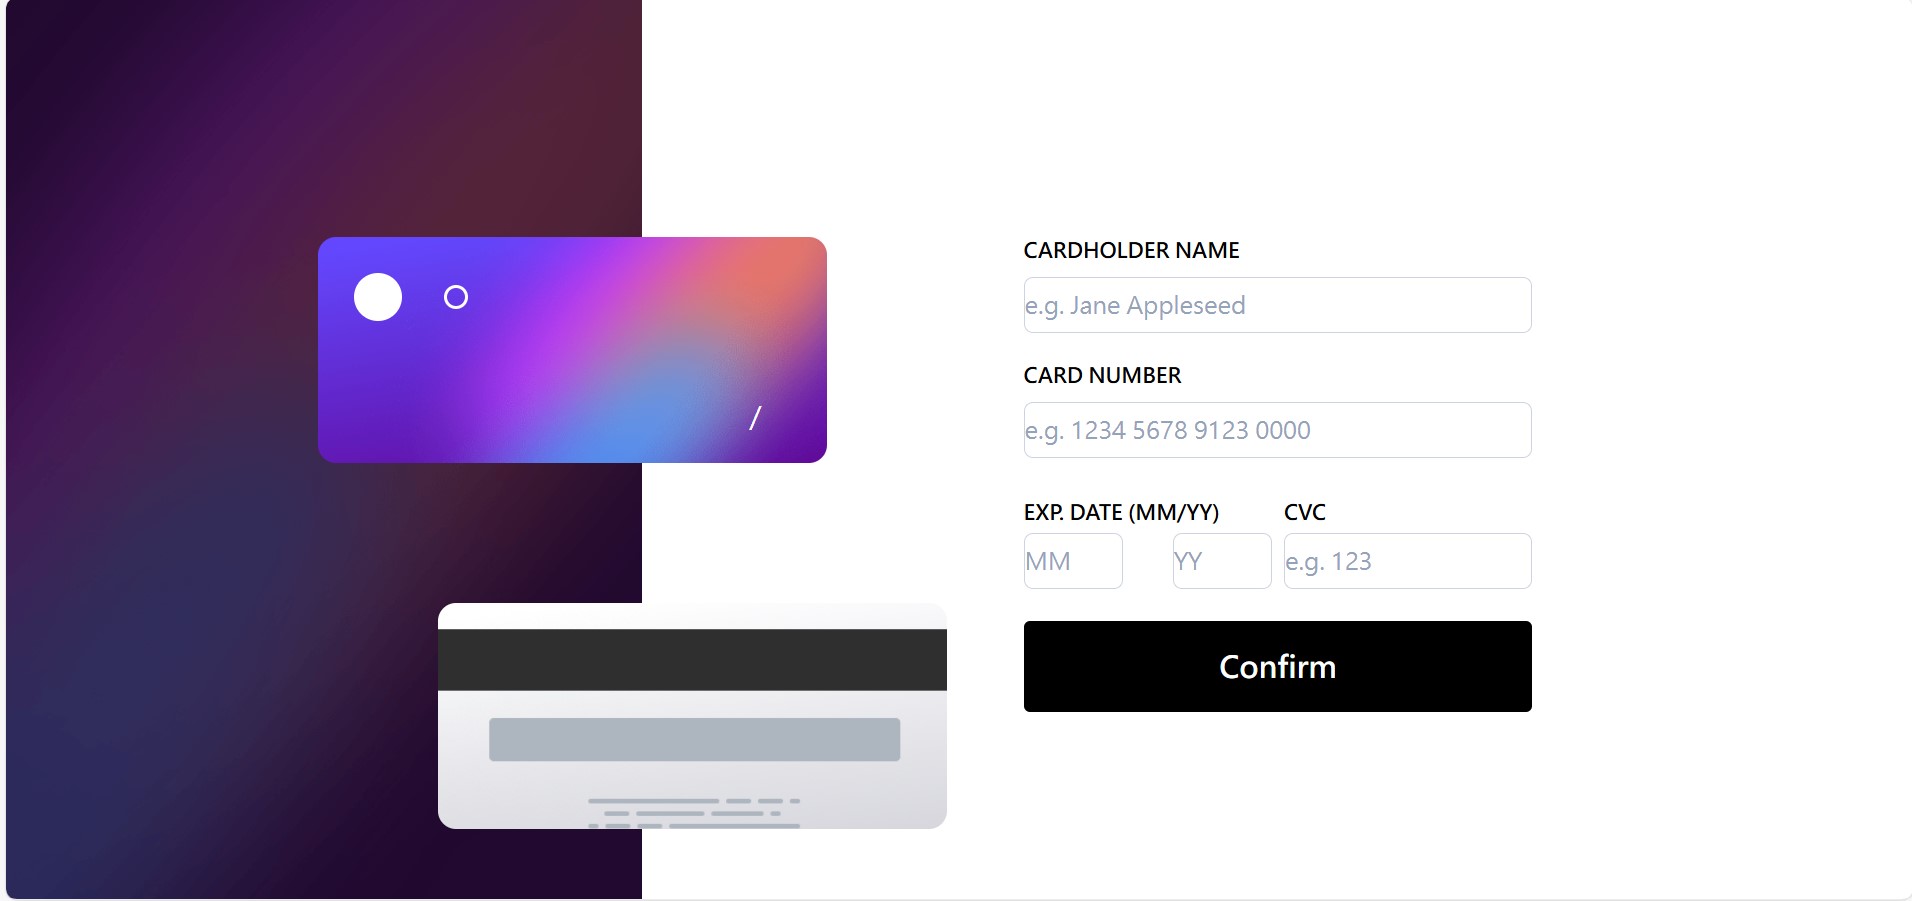 /
CARDHOLDER NAME
e.g. Jane Appleseed
CARD NUMBER
e.g. 1234 5678 9123 0000
EXP. DATE (MM/YY) CVC
MM YY e.g. 123
Confirm